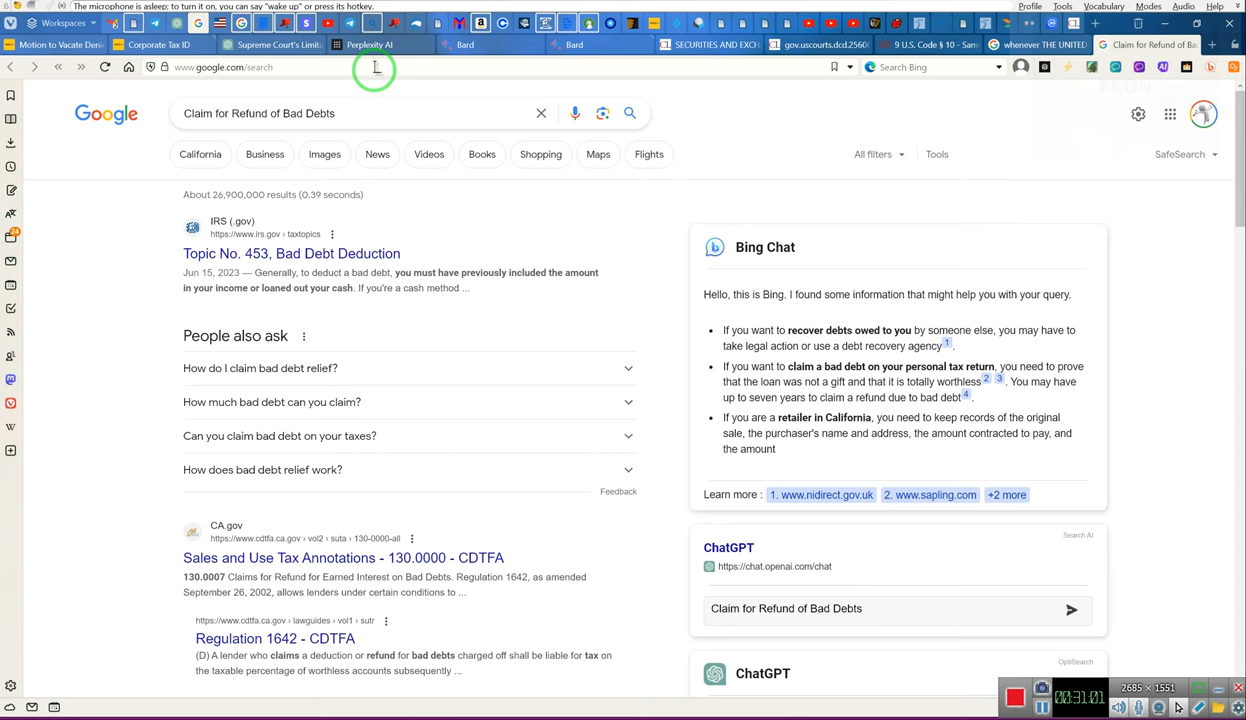 The microphone is asleep; to turn it on, you can say "wake up" or press its hotkey.
Profile Tools Vocabulary Modes Audio Help
Workspaces
Motion to Vacate Deni
Corporate Tax ID
Supreme Court's Limita
Perplexity AI
Bard
Bard
SECURITIES AND EXCH
gov.uscourts.dcd.2560
9 U.S. Code § 10 - Sam
whenever the UNITED
Claim for Refund of Ba
www.google.com/search
Search Bing
Google
Claim for Refund of Bad Debts
California
Business
Images
News
Videos
Books
Shopping
Maps
Flights
All filters
Tools
SafeSearch
About 26,900,000 results (0.39 seconds)
IRS (.gov)
https://www.irs.gov › taxtopics
Topic No. 453, Bad Debt Deduction
Jun 15, 2023 — Generally, to deduct a bad debt, you must have previously included the amount
in your income or loaned out your cash. If you're a cash method ...
People also ask
How do I claim bad debt relief?
How much bad debt can you claim?
Can you claim bad debt on your taxes?
How does bad debt relief work?
Feedback
CA.gov
https://www.cdtfa.ca.gov › vol2 › suta › 130-0000-all
Sales and Use Tax Annotations - 130.0000 - CDTFA
130.0007 Claims for Refund for Earned Interest on Bad Debts. Regulation 1642, as amended
September 26, 2002, allows lenders under certain conditions to ...
https://www.cdtfa.ca.gov › lawguides › vol1 › sutr
Regulation 1642 - CDTFA
(D) A lender who claims a deduction or refund for bad debts charged off shall be liable for tax on
the taxable percentage of worthless accounts subsequently ...
Bing Chat
Hello, this is Bing. I found some information that might help you with your query.
• If you want to recover debts owed to you by someone else, you may have to
take legal action or use a debt recovery agency 1 .
• If you want to claim a bad debt on your personal tax return, you need to prove
that the loan was not a gift and that it is totally worthless 2 3 . You may have
up to seven years to claim a refund due to bad debt 4 .
• If you are a retailer in California, you need to keep records of the original
sale, the purchaser's name and address, the amount contracted to pay, and
the amount
Learn more : 1. www.nidirect.gov.uk 2. www.sapling.com +2 more
Search AI
ChatGPT
https://chat.openai.com/chat
Claim for Refund of Bad Debts
OptiSearch
ChatGPT
00:31:01
2685 x 1551